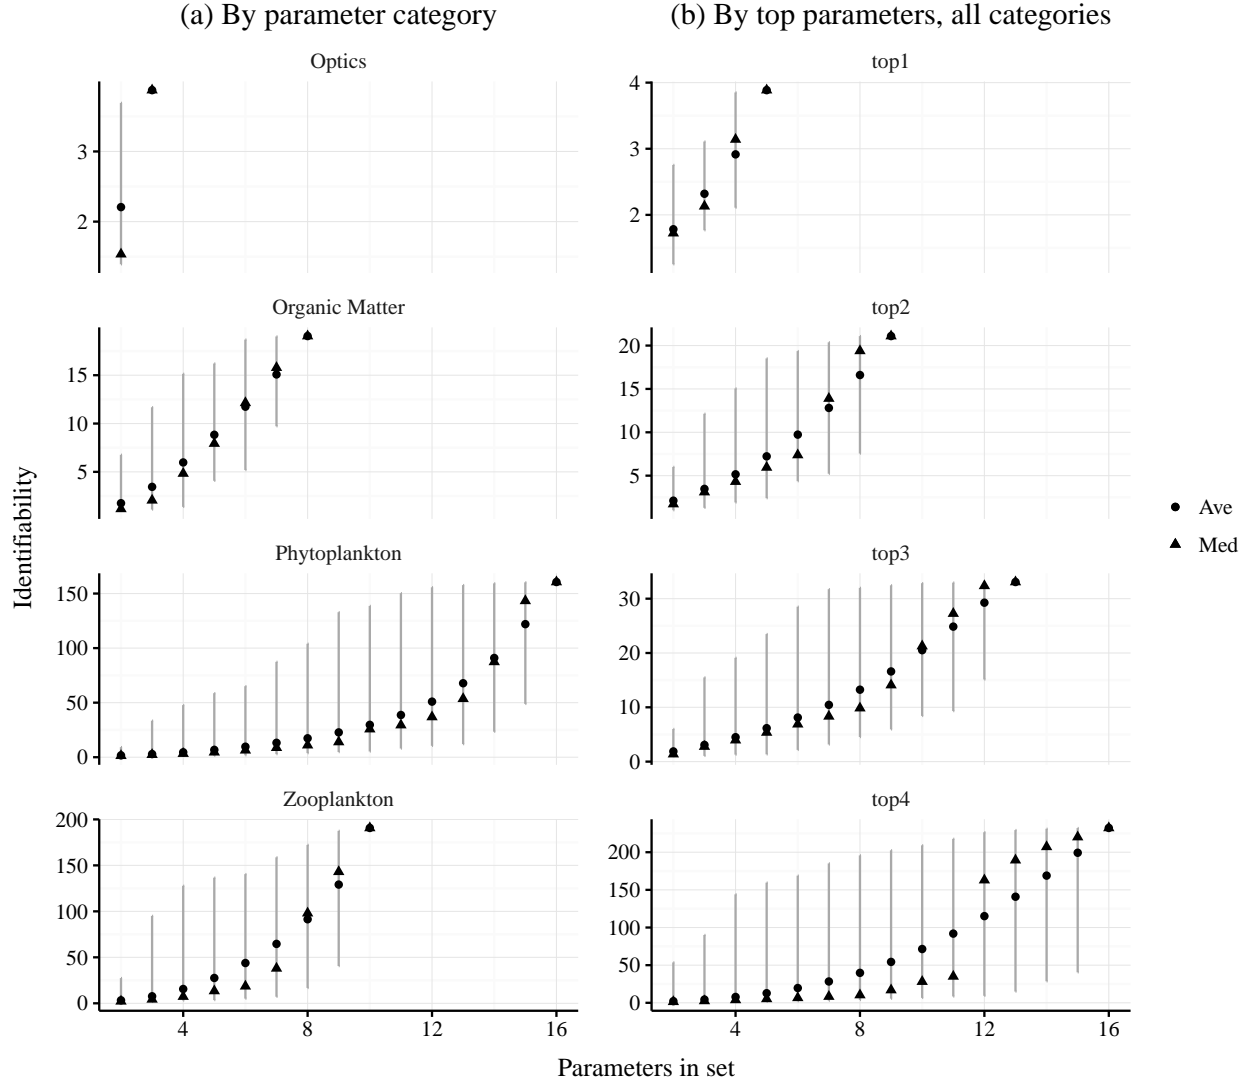 (a) By parameter category
(b) By top parameters, all categories
Optics
3
2
top1
4
3
2
Organic Matter
15
10
5
top2
20
15
10
5
Phytoplankton
150
100
50
0
top3
30
20
10
0
Zooplankton
200
150
100
50
0
top4
200
150
100
50
0
4 8 12 16
4 8 12 16
Identifiability
Parameters in set
Ave
Med